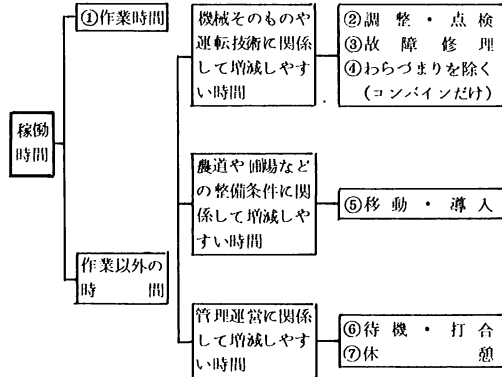 稼働
時間
①作業時間
作業以外の
時間
機械そのものや
運転技術に関係
して増減しやす
い時間
②調整・点検
③故障修理
④わらづまりを除く
(コンバインだけ)
農道や圃場など
の整備条件に関
係して増減しや
すい時間
⑤移動・導入
管理運営に関係
して増減しやす
い時間
⑥待機・打合
⑦休憩